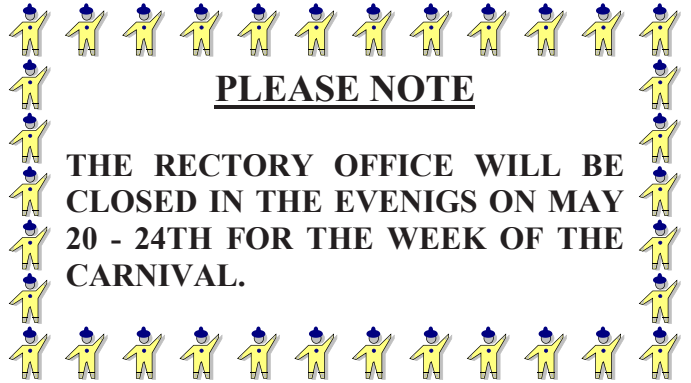 PLEASE NOTE
THE RECTORY OFFICE WILL BE
CLOSED IN THE EVENIGS ON MAY
20 - 24TH FOR THE WEEK OF THE
CARNIVAL.